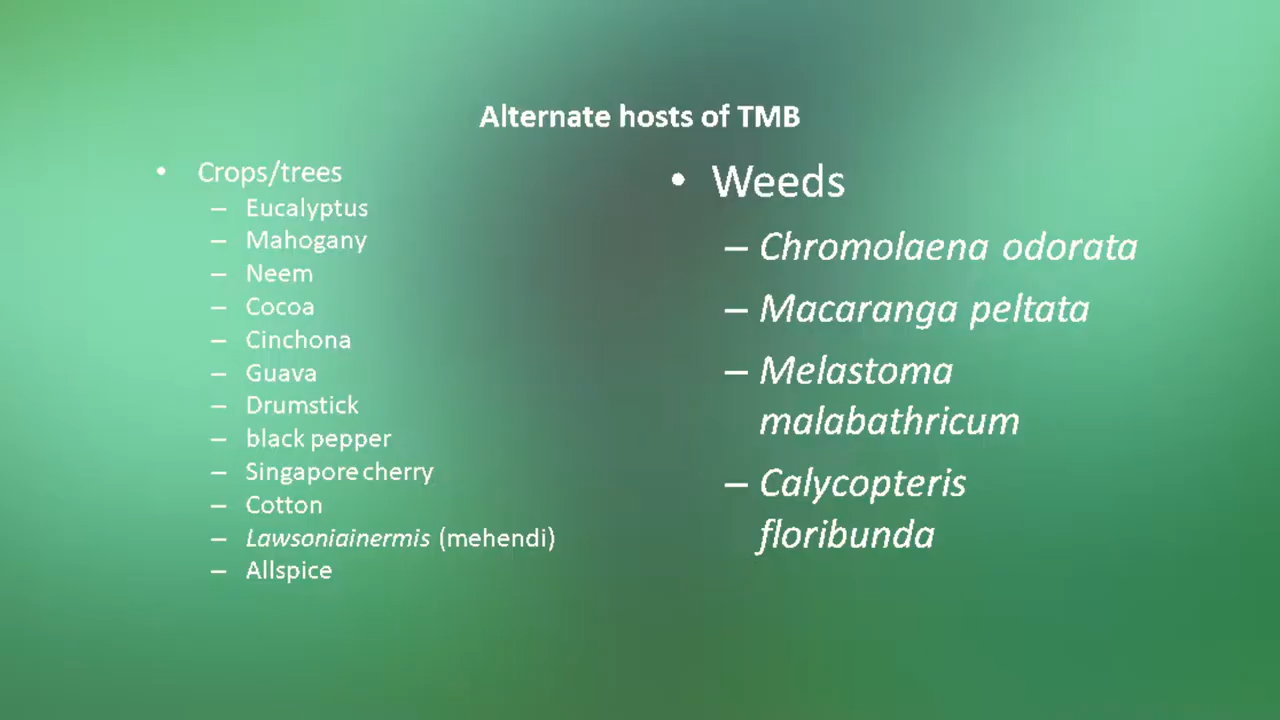 Alternate hosts of TMB
• Crops/trees
– Eucalyptus
– Mahogany
– Neem
– Cocoa
– Cinchona
– Guava
– Drumstick
– black pepper
– Singapore cherry
– Cotton
– Lawsoniainermis (mehendi)
– Allspice
• Weeds
– Chromolaena odorata
– Macaranga peltata
– Melastoma
malabathricum
– Calycopteris
floribunda